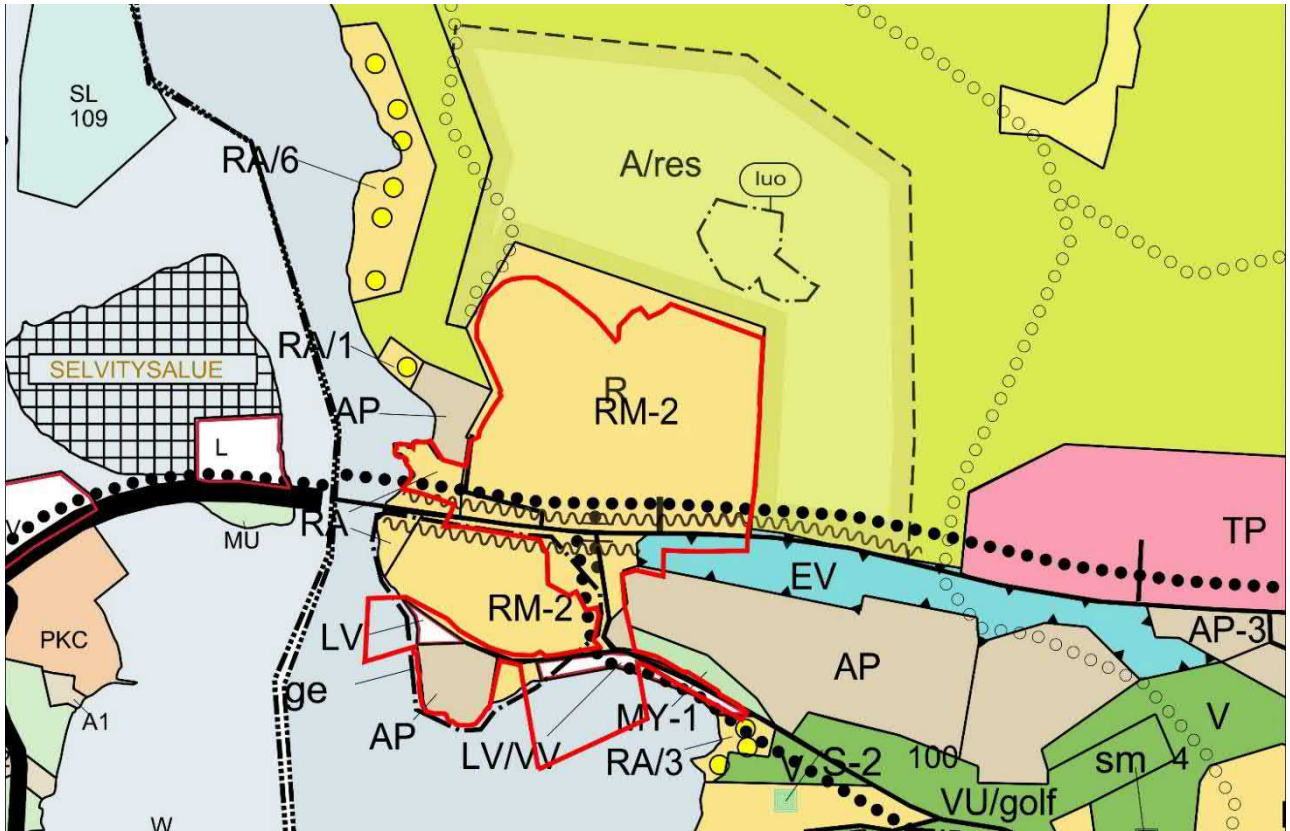 SL
109
RA/6
A/res
luo
RA/1
SELVITYSALUE
AP
R
RM-2
L
V
RA
MU
TP
EV
RM-2
AP-3
LV
PKC
AP
ge
MY-1
V
A1
AP
LV/VV
RA/3
V/S-2
100
sm 4
VU/golf
W